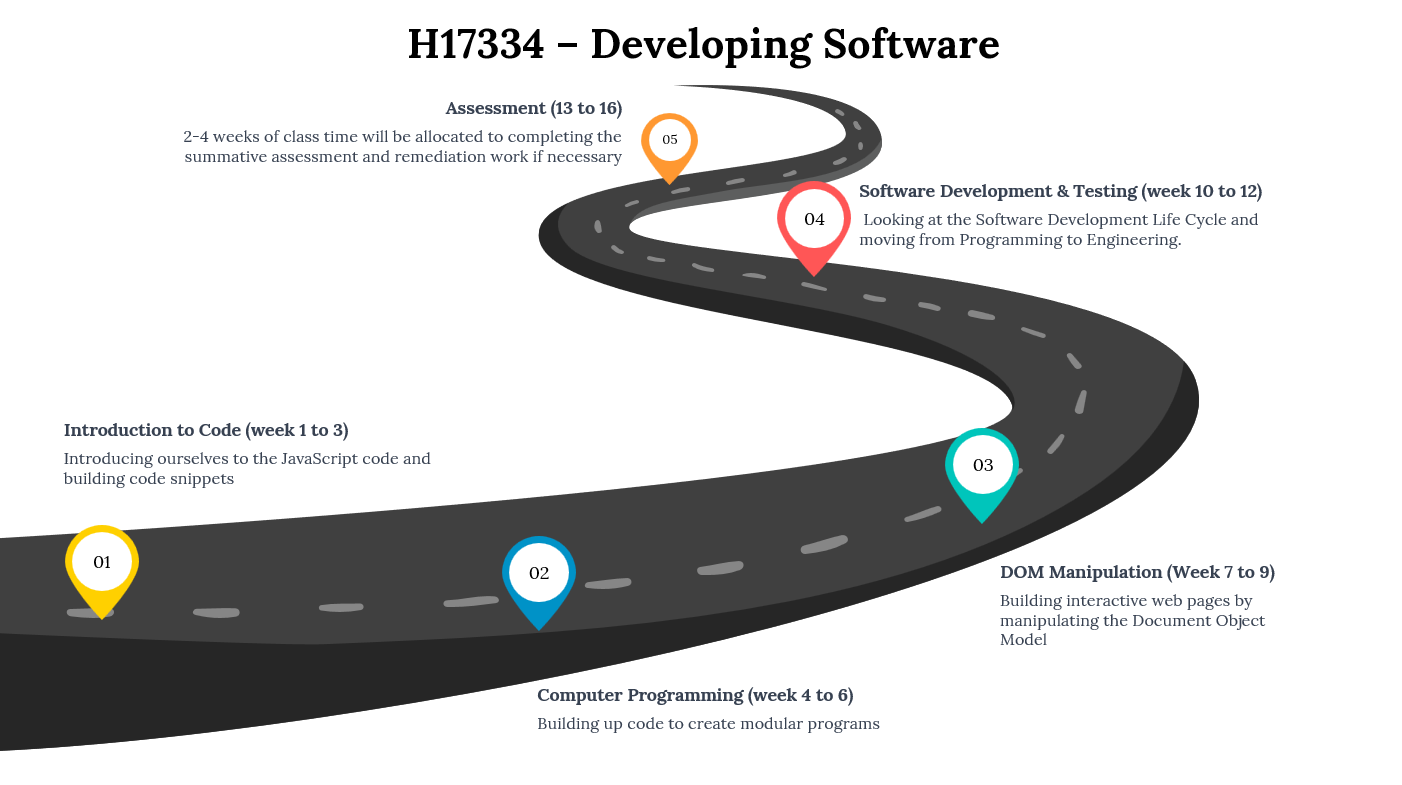 H17334 – Developing Software
Assessment (13 to 16)
2-4 weeks of class time will be allocated to completing the
summative assessment and remediation work if necessary
05
Software Development & Testing (week 10 to 12)
Looking at the Software Development Life Cycle and
moving from Programming to Engineering.
04
Introduction to Code (week 1 to 3)
Introducing ourselves to the JavaScript code and
building code snippets
03
01
02
DOM Manipulation (Week 7 to 9)
Building interactive web pages by
manipulating the Document Object
Model
Computer Programming (week 4 to 6)
Building up code to create modular programs